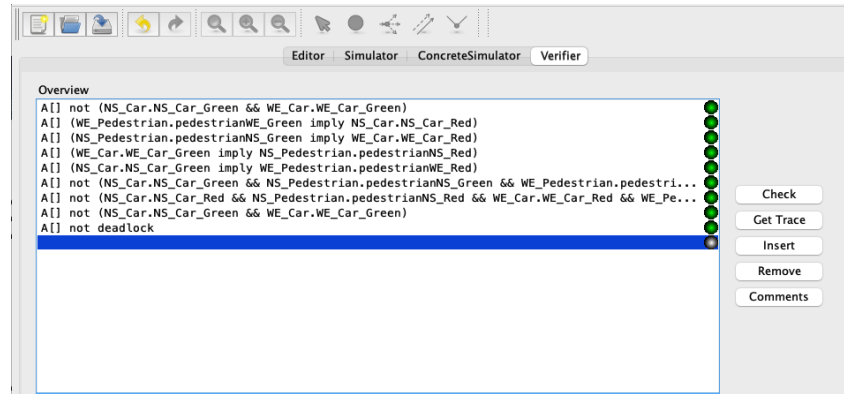 Editor Simulator ConcreteSimulator Verifier
Overview
A[] not (NS_Car.NS_Car_Green && WE_Car.WE_Car_Green)
A[] (WE_Pedestrian.pedestrianWE_Green imply NS_Car.NS_Car_Red)
A[] (NS_Pedestrian.pedestrianNS_Green imply WE_Car.WE_Car_Red)
A[] (WE_Car.WE_Car_Green imply NS_Pedestrian.pedestrianNS_Red)
A[] (NS_Car.NS_Car_Green imply WE_Pedestrian.pedestrianWE_Red)
A[] not (NS_Car.NS_Car_Green && NS_Pedestrian.pedestrianNS_Green && WE_Pedestrian.pedestri...
A[] not (NS_Car.NS_Car_Red && NS_Pedestrian.pedestrianNS_Red && WE_Car.WE_Car_Red && WE_Pe...
A[] not (NS_Car.NS_Car_Green && WE_Car.WE_Car_Green)
A[] not deadlock
Check
Get Trace
Insert
Remove
Comments